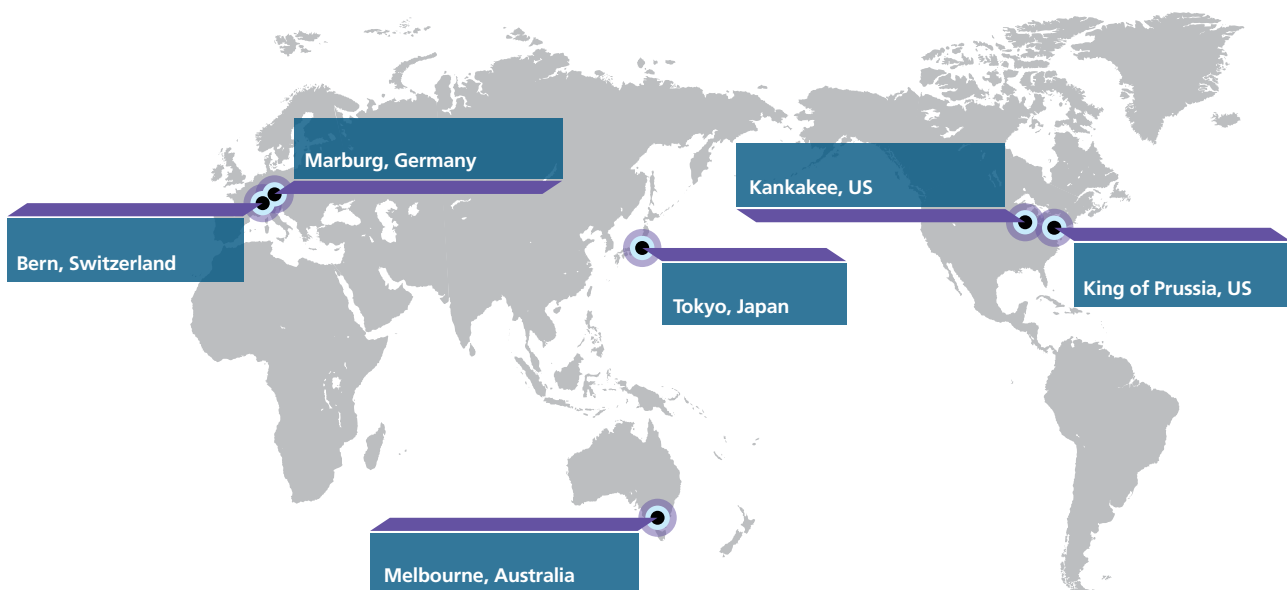 Marburg, Germany
Kankakee, US
Bern, Switzerland
Tokyo, Japan
King of Prussia, US
Melbourne, Australia